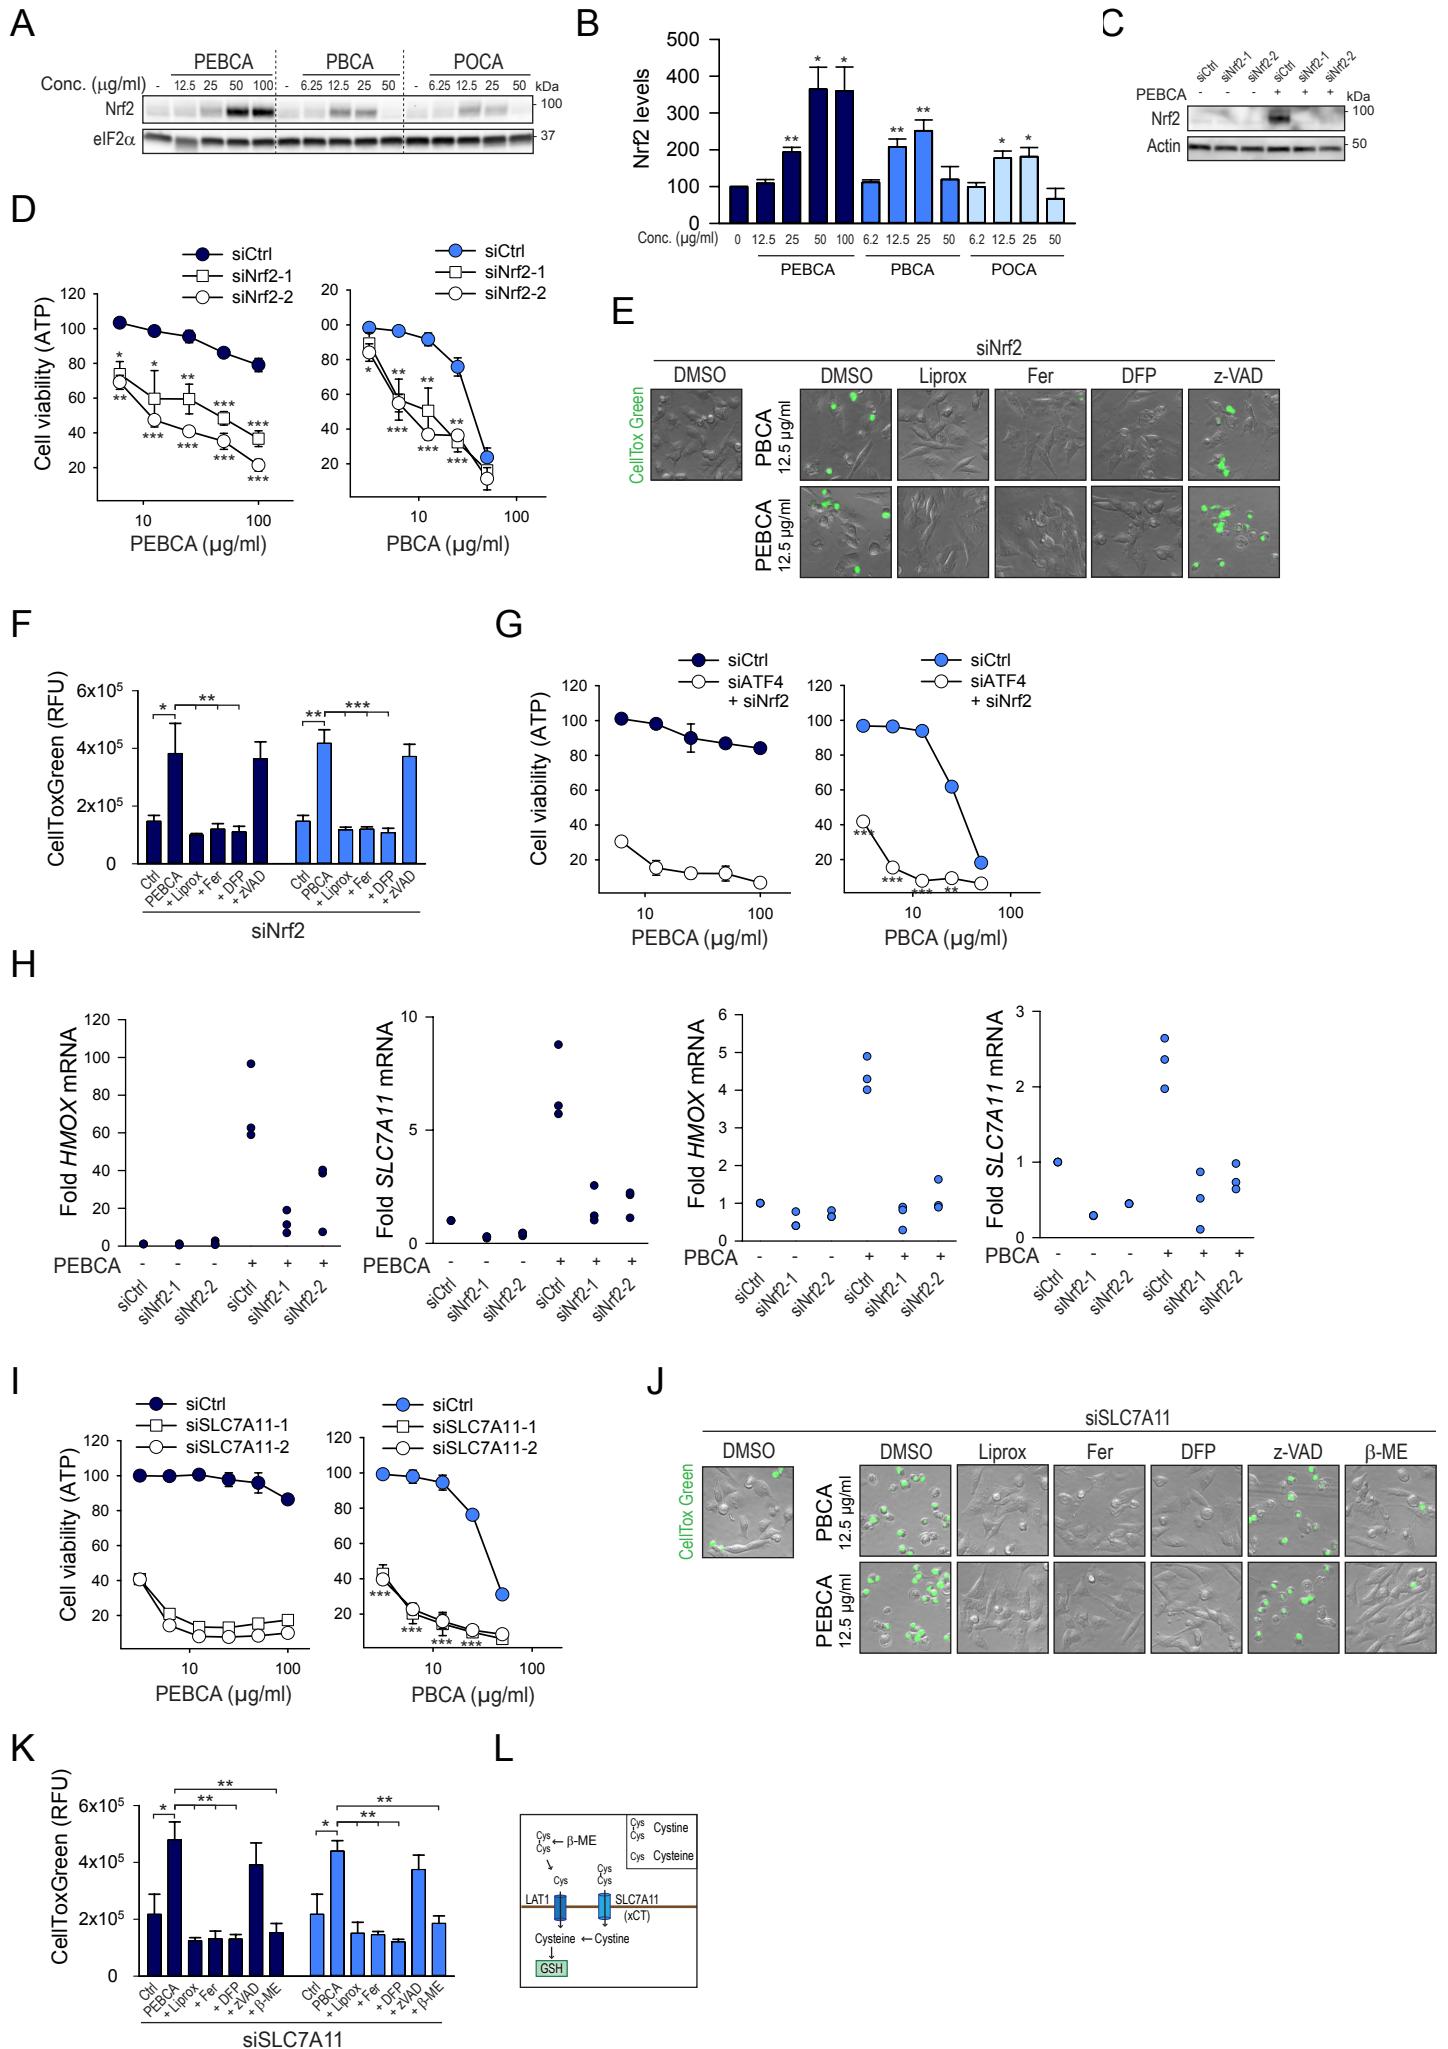 A
PEBCA PBCA POCA
Conc. (µg/ml) - 12.5 25 50 100 - 6.25 12.5 25 50 - 6.25 12.5 25 50 kDa
Nrf2 - 100
eIF2α - 37
B
Nrf2 levels
500
400
300
200
100
0
* * ** ** ** * *
Conc. (µg/ml) 0 12.5 25 50 100 6.2 12.5 25 50 6.2 12.5 25 50
PEBCA PBCA POCA
C
siCtrl siNrf2-1 siNrf2-2 siCtrl siNrf2-1 siNrf2-2
PEBCA - - - + + + kDa
Nrf2 - 100
Actin - 50
D
siCtrl
siNrf2-1
siNrf2-2
Cell viability (ATP)
120
100
80
60
40
20
* * ** *** ***
** *** *** *** ***
10 100
PEBCA (µg/ml)
siCtrl
siNrf2-1
siNrf2-2
20
00
80
60
00
40
20
** ** **
* *** *** ***
10 100
PBCA (µg/ml)
E
siNrf2
DMSO DMSO Liprox Fer DFP z-VAD
CellTox Green
PBCA
12.5 µg/ml
PEBCA
12.5 µg/ml
F
CellToxGreen (RFU)
6x10⁵
4x10⁵
2x10⁵
0
* ** ** ***
Ctrl PEBCA + Liprox + Fer + DFP + zVAD Ctrl PBCA + Liprox + Fer + DFP + zVAD
siNrf2
G
siCtrl
siATF4
+ siNrf2
Cell viability (ATP)
120
100
80
60
40
20
10 100
PEBCA (µg/ml)
siCtrl
siATF4
+ siNrf2
120
100
80
60
40
20
*** *** *** **
10 100
PBCA (µg/ml)
H
Fold HMOX mRNA
120
100
80
60
40
20
0
PEBCA - - - + + +
siCtrl siNrf2-1 siNrf2-2 siCtrl siNrf2-1 siNrf2-2
Fold SLC7A11 mRNA
10
5
0
PEBCA - - - + + +
siCtrl siNrf2-1 siNrf2-2 siCtrl siNrf2-1 siNrf2-2
Fold HMOX mRNA
6
5
4
3
2
1
0
PBCA - - - + + +
siCtrl siNrf2-1 siNrf2-2 siCtrl siNrf2-1 siNrf2-2
Fold SLC7A11 mRNA
3
2
1
0
PBCA - - - + + +
siCtrl siNrf2-1 siNrf2-2 siCtrl siNrf2-1 siNrf2-2
I
siCtrl
siSLC7A11-1
siSLC7A11-2
Cell viability (ATP)
120
100
80
60
40
20
10 100
PEBCA (µg/ml)
siCtrl
siSLC7A11-1
siSLC7A11-2
120
00
80
60
40
20
*** *** *** ***
10 100
PBCA (µg/ml)
J
siSLC7A11
DMSO DMSO Liprox Fer DFP z-VAD β-ME
CellTox Green
PBCA
12.5 µg/ml
PEBCA
12.5 µg/ml
K
CellToxGreen (RFU)
6x10⁵
4x10⁵
2x10⁵
0
** **
* ** * **
Ctrl PEBCA + Liprox + Fer + DFP + zVAD + β-ME Ctrl PBCA + Liprox + Fer + DFP + zVAD + β-ME
siSLC7A11
L
Cys
Cys Cystine
Cys Cysteine
Cys
Cys ← β-ME
Cys
Cys
Cys
LAT1 SLC7A11
(xCT)
Cysteine ← Cystine
GSH